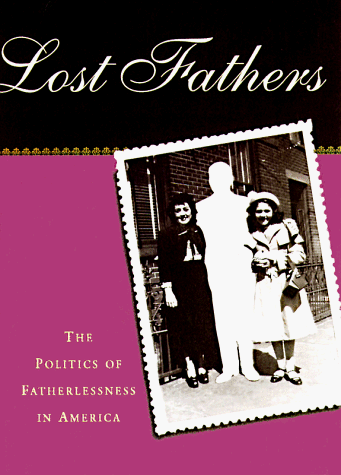 Lost Fathers
THE
POLITICS OF
FATHERLESSNESS
IN AMERICA